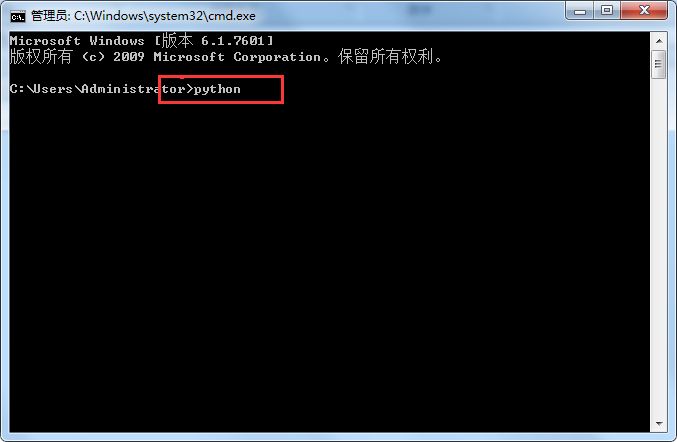 管理员: C:\Windows\system32\cmd.exe
Microsoft Windows [版本 6.1.7601]
版权所有 (c) 2009 Microsoft Corporation。保留所有权利。
C:\Users\Administrator>python